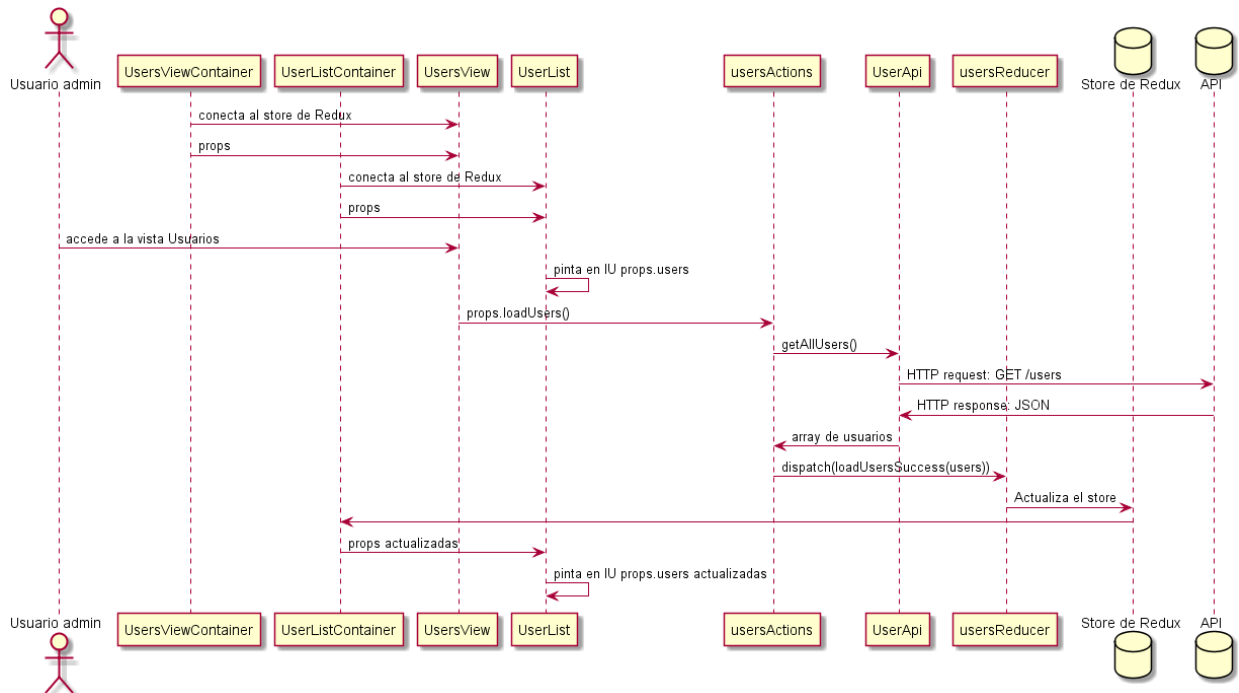 Usuario admin
UsersViewContainer
UserListContainer
UsersView
UserList
usersActions
UserApi
usersReducer
Store de Redux
API
conecta al store de Redux
props
conecta al store de Redux
props
accede a la vista Usuarios
pinta en IU props.users
props.loadUsers()
getAllUsers()
HTTP request: GET /users
HTTP response: JSON
array de usuarios
dispatch(loadUsersSuccess(users))
Actualiza el store
props actualizadas
pinta en IU props.users actualizadas
Usuario admin
UsersViewContainer
UserListContainer
UsersView
UserList
usersActions
UserApi
usersReducer
Store de Redux
API